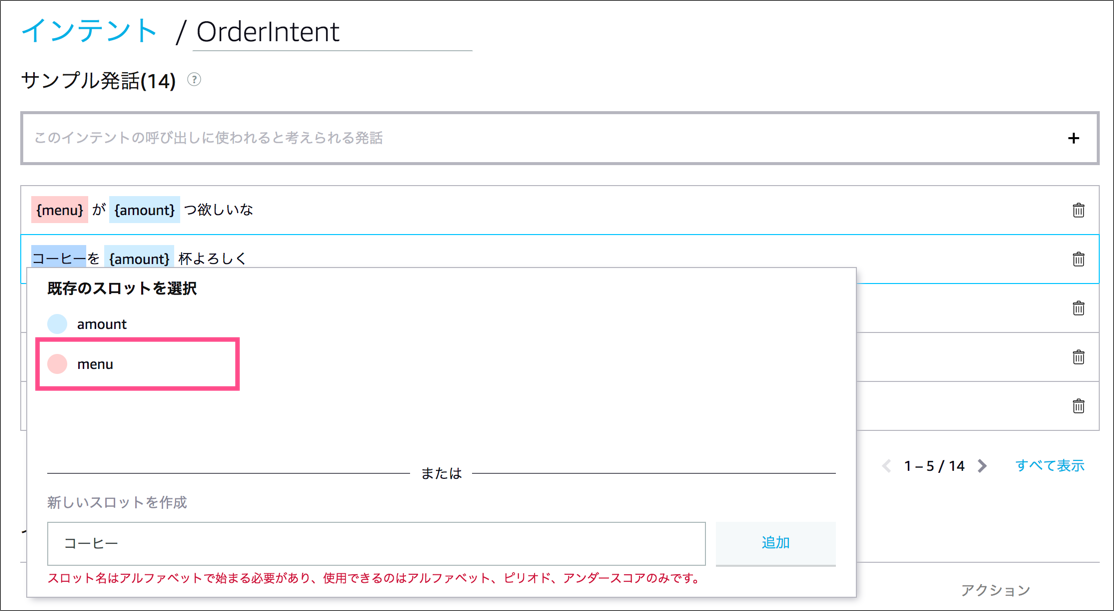 インテント / OrderIntent
サンプル発話(14) ?
このインテントの呼び出しに使われると考えられる発話 +
{menu} が {amount} つ欲しいな
コーヒーを {amount} 杯よろしく
既存のスロットを選択
amount
menu
または
1 – 5 / 14 すべて表示
新しいスロットを作成
コーヒー 追加
スロット名はアルファベットで始まる必要があり、使用できるのはアルファベット、ピリオド、アンダースコアのみです。
アクション